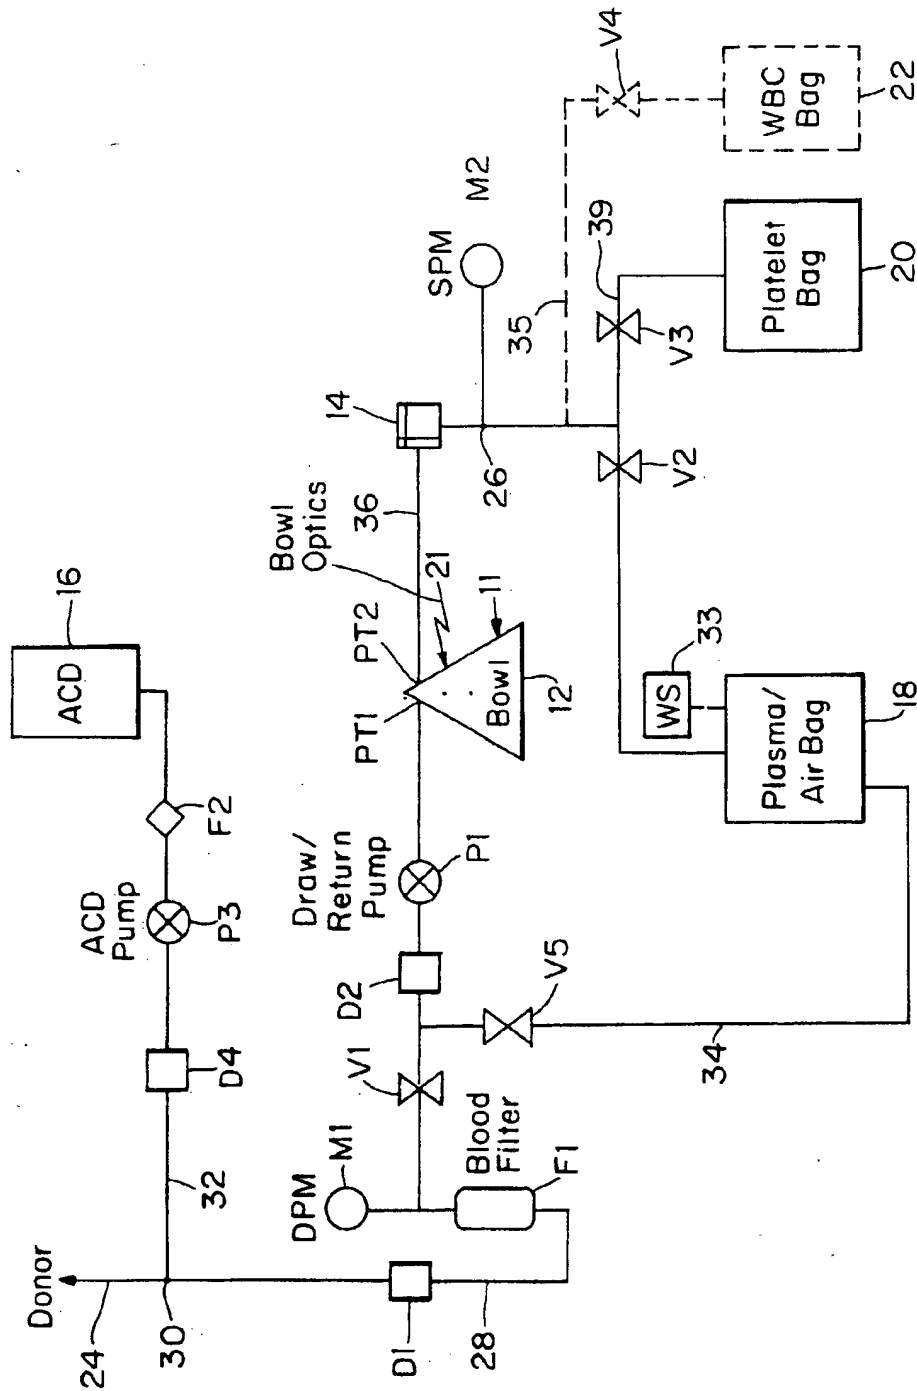 Donor
24
30
32
D4
ACD
Pump
P3
F2
ACD
16
DPM
M1
Blood
Filter
F1
D1
28
V1
D2
V5
34
Draw/
Return
Pump
P1
PT1
PT2
Bowl
12
11
21
Bowl
Optics
36
14
SPM
M2
26
35
V4
WBC
Bag
22
39
V3
V2
Platelet
Bag
20
WS
33
Plasma/
Air Bag
18